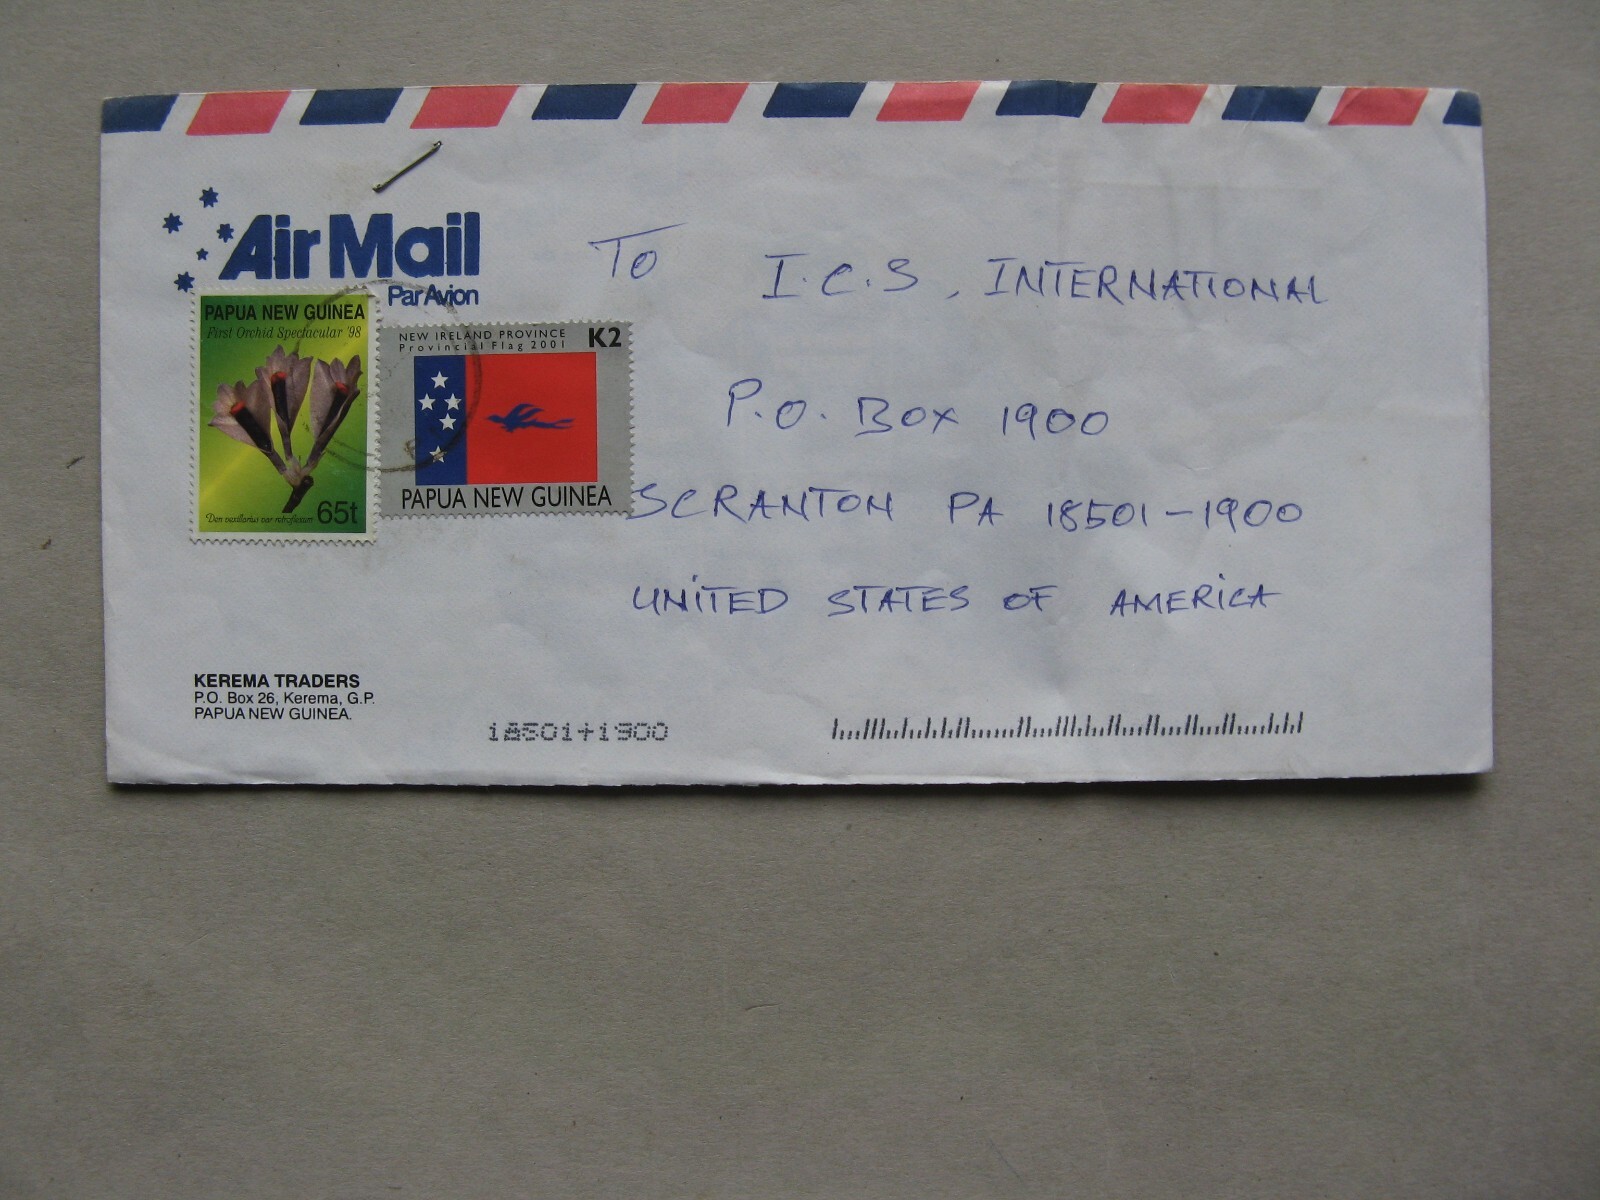 Air Mail
Par Avion
PAPUA NEW GUINEA
First Orchid Spectacular '98
65t
NEW IRELAND PROVINCE
Provincial Flag 2001
K2
PAPUA NEW GUINEA
TO I.C.S, INTERNATIONAL
P.O. BOX 1900
SCRANTON PA 18501-1900
UNITED STATES OF AMERICA
KEREMA TRADERS
P.O. Box 26, Kerema, G.P.
PAPUA NEW GUINEA.
18501+1900